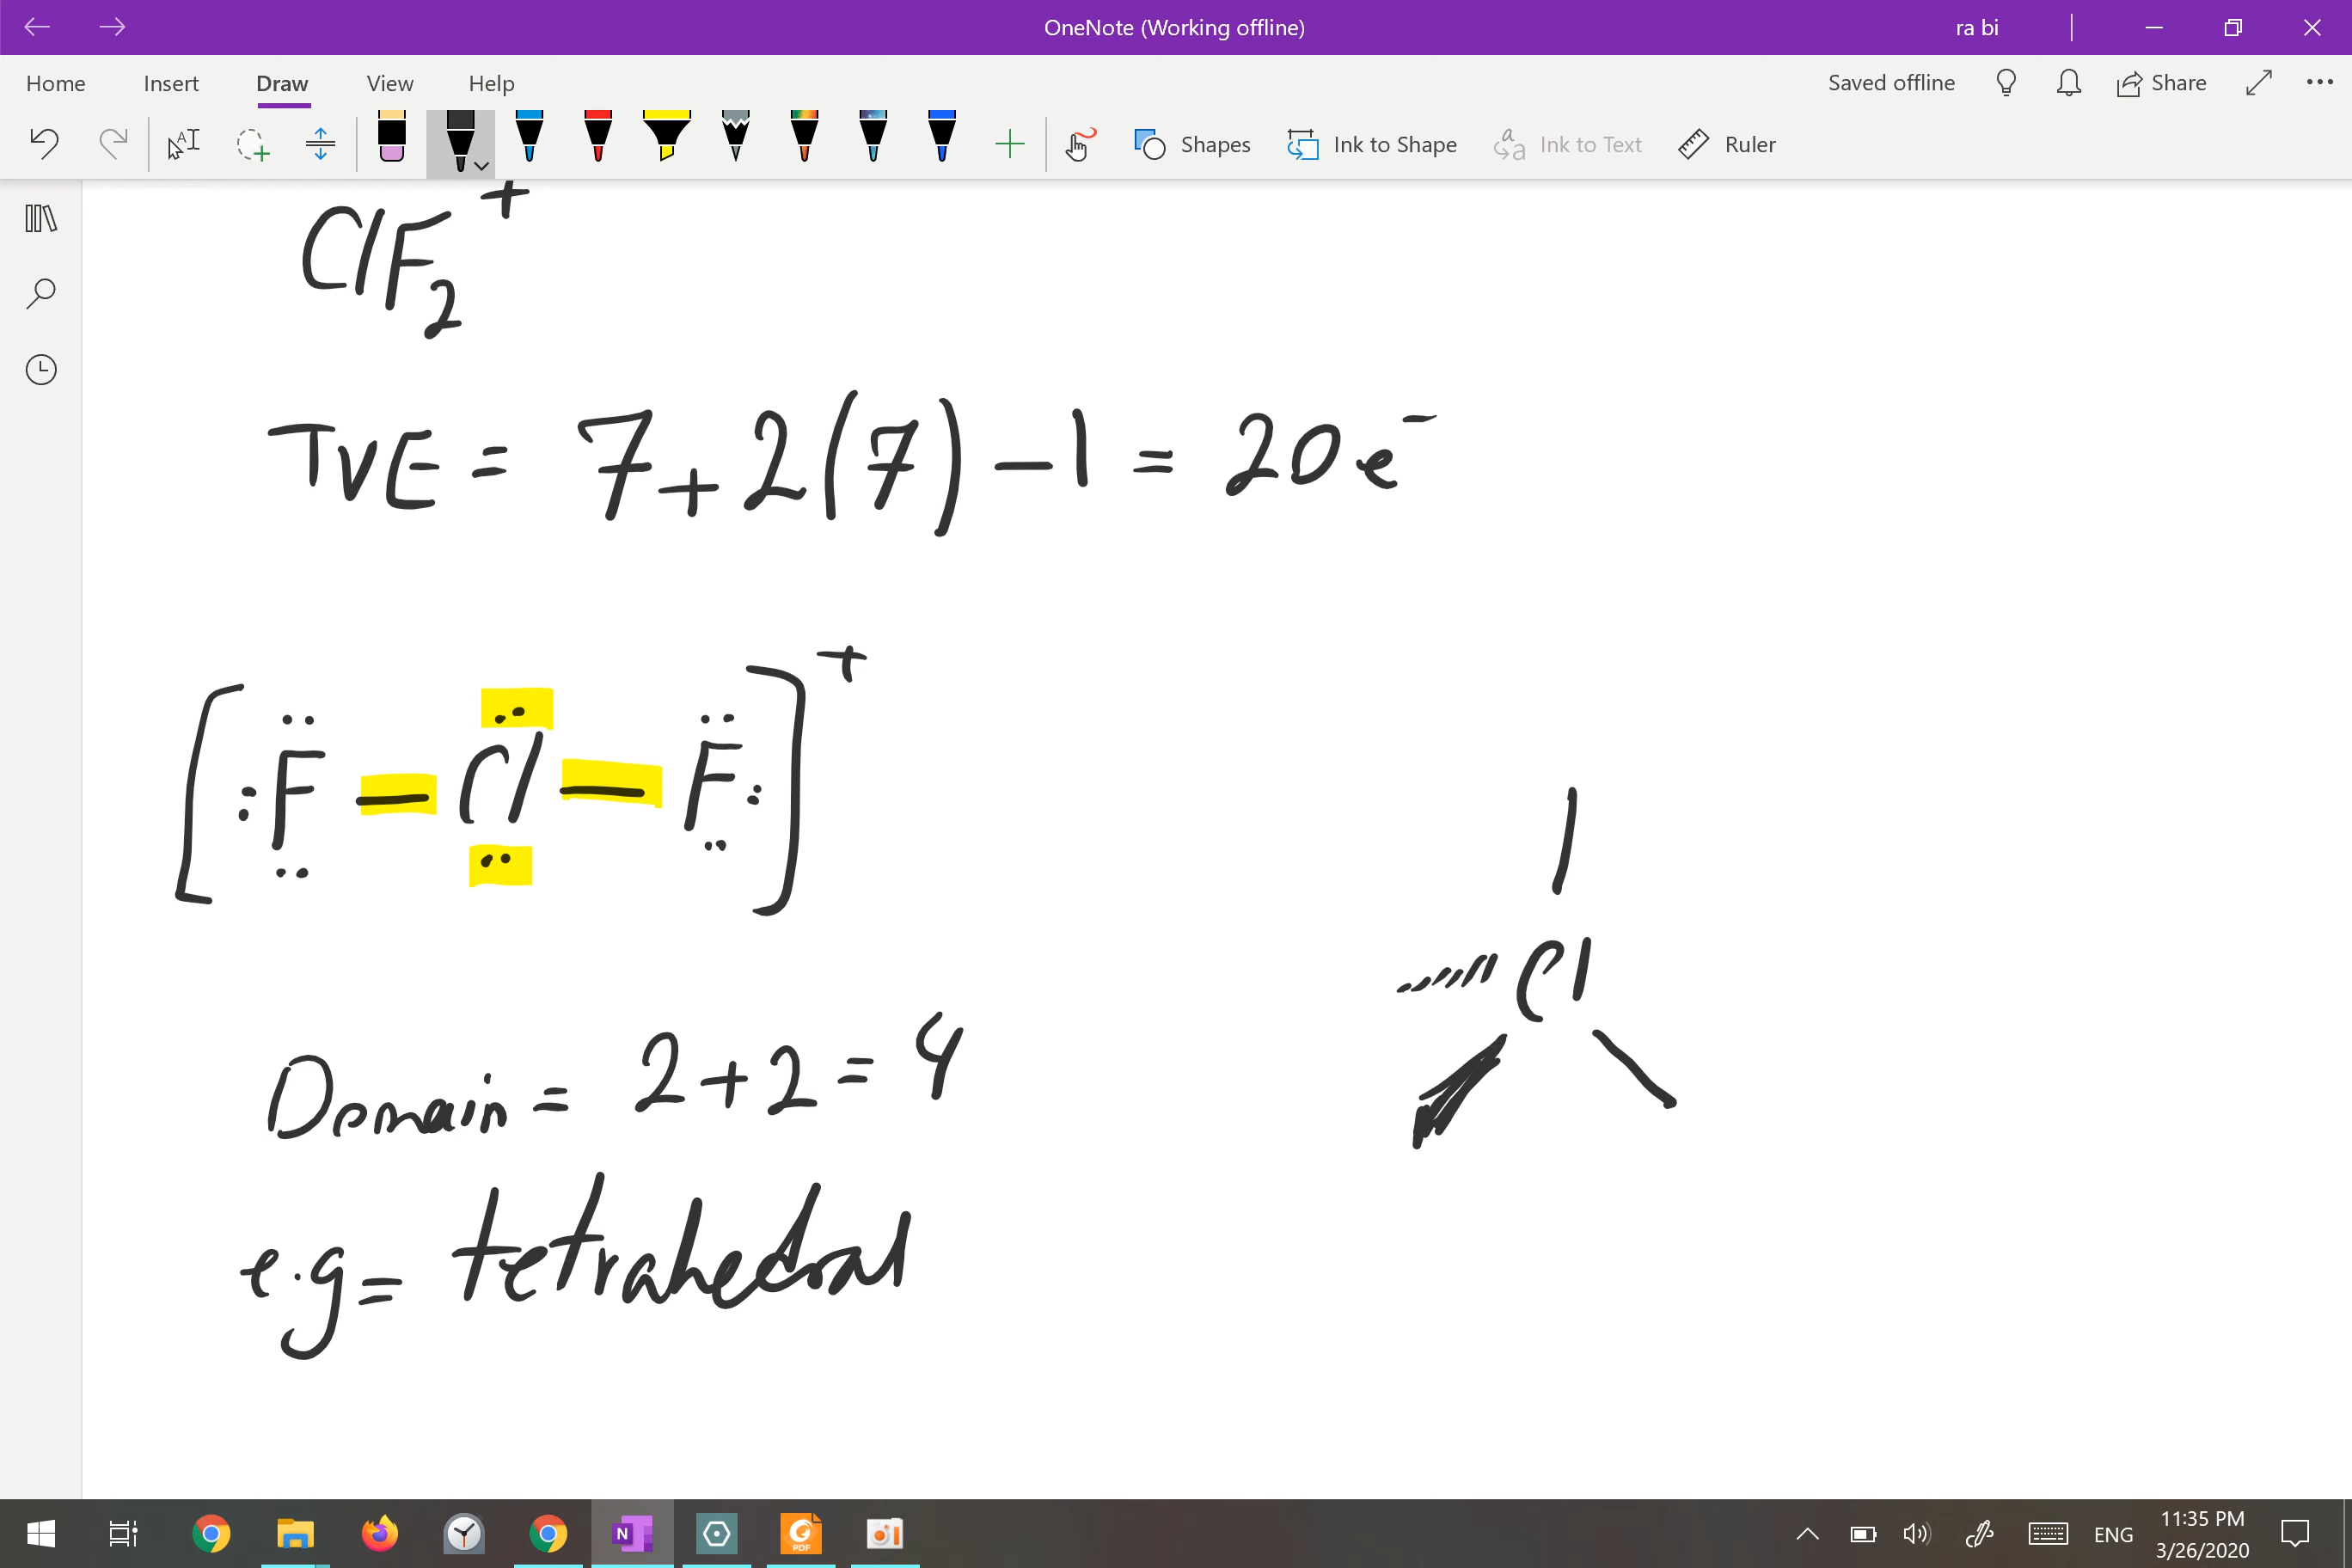 OneNote (Working offline)
ra bi
Home Insert Draw View Help
Saved offline Share
Shapes Ink to Shape Ink to Text Ruler
ClF₂⁺
TVE = 7+2(7)-1 = 20e⁻
[:F̤̈-C̤̈l-F̤̈:]⁺
Cl
Domain = 2+2=4
e.g= tetrahedral
ENG
11:35 PM
3/26/2020